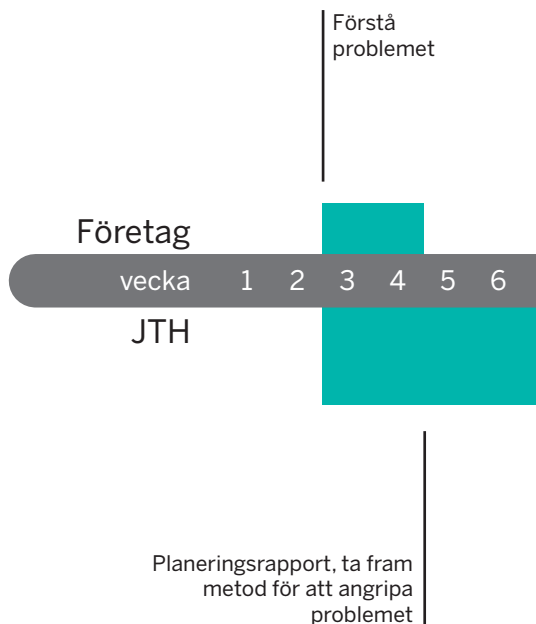 Förstå
problemet
Företag
vecka 1 2 3 4 5 6
JTH
Planeringsrapport, ta fram
metod för att angripa
problemet